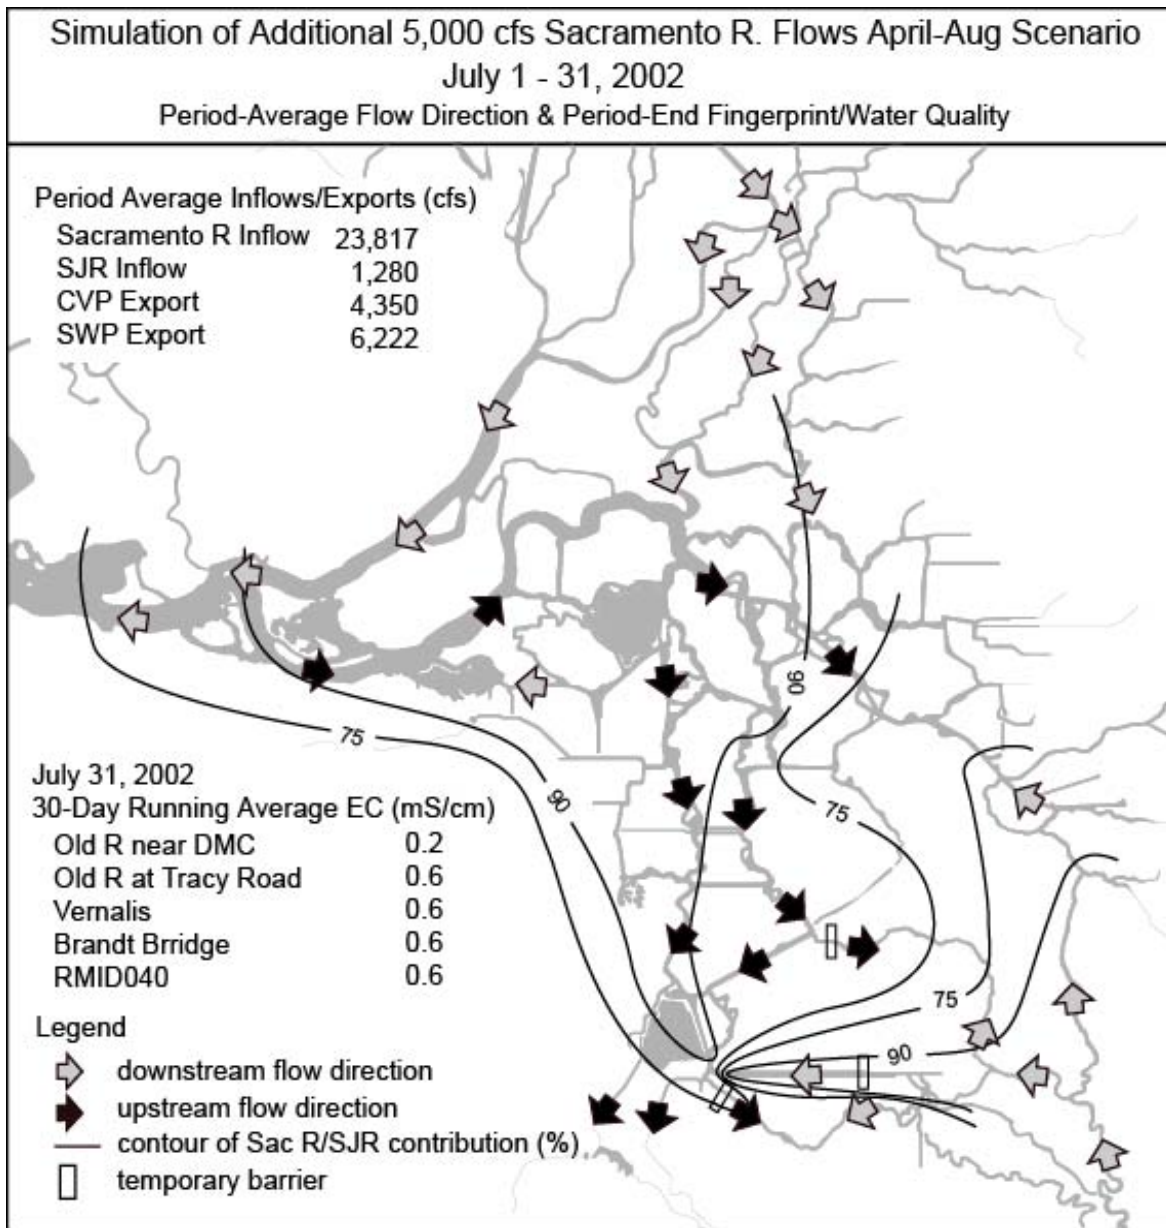 Simulation of Additional 5,000 cfs Sacramento R. Flows April-Aug Scenario
July 1 - 31, 2002
Period-Average Flow Direction & Period-End Fingerprint/Water Quality
Period Average Inflows/Exports (cfs)
Sacramento R Inflow 23,817
SJR Inflow 1,280
CVP Export 4,350
SWP Export 6,222
90
75
90
75
75
90
July 31, 2002
30-Day Running Average EC (mS/cm)
Old R near DMC 0.2
Old R at Tracy Road 0.6
Vernalis 0.6
Brandt Brridge 0.6
RMID040 0.6
Legend
downstream flow direction
upstream flow direction
contour of Sac R/SJR contribution (%)
temporary barrier